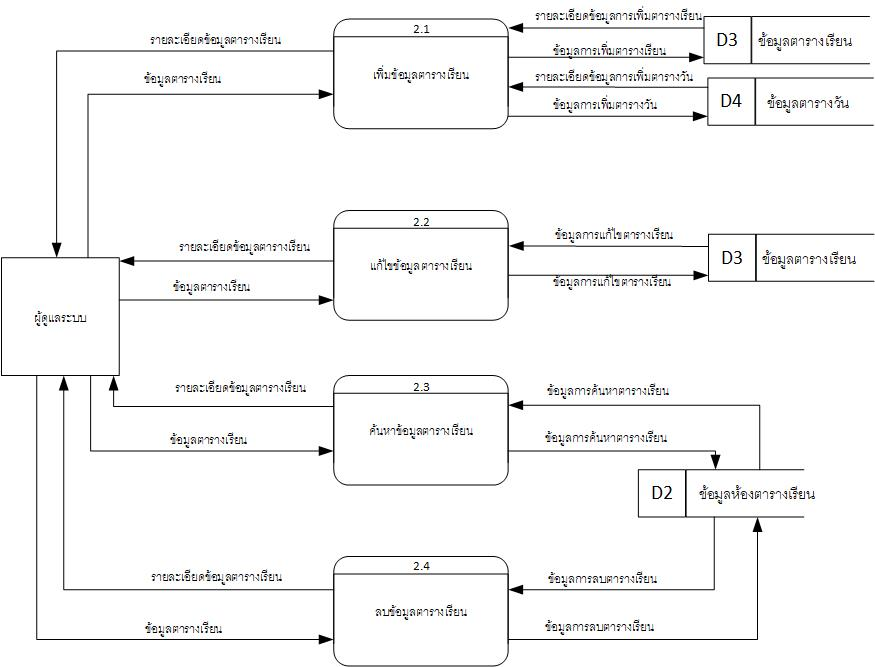 รายละเอียดข้อมูลการเพิ่มตารางเรียน
2.1
D3
ข้อมูลตารางเรียน
รายละเอียดข้อมูลตารางเรียน
ข้อมูลการเพิ่มตารางเรียน
เพิ่มข้อมูลตารางเรียน
รายละเอียดข้อมูลการเพิ่มตารางวัน
ข้อมูลตารางเรียน
D4
ข้อมูลตารางวัน
ข้อมูลการเพิ่มตารางวัน
2.2
ข้อมูลการแก้ไขตารางเรียน
รายละเอียดข้อมูลตารางเรียน
D3
ข้อมูลตารางเรียน
แก้ไขข้อมูลตารางเรียน
ข้อมูลการแก้ไขตารางเรียน
ข้อมูลตารางเรียน
ผู้ดูแลระบบ
2.3
รายละเอียดข้อมูลตารางเรียน
ข้อมูลการค้นหาตารางเรียน
ค้นหาข้อมูลตารางเรียน
ข้อมูลตารางเรียน
ข้อมูลการค้นหาตารางเรียน
D2
ข้อมูลห้องตารางเรียน
2.4
รายละเอียดข้อมูลตารางเรียน
ข้อมูลการลบตารางเรียน
ลบข้อมูลตารางเรียน
ข้อมูลตารางเรียน
ข้อมูลการลบตารางเรียน